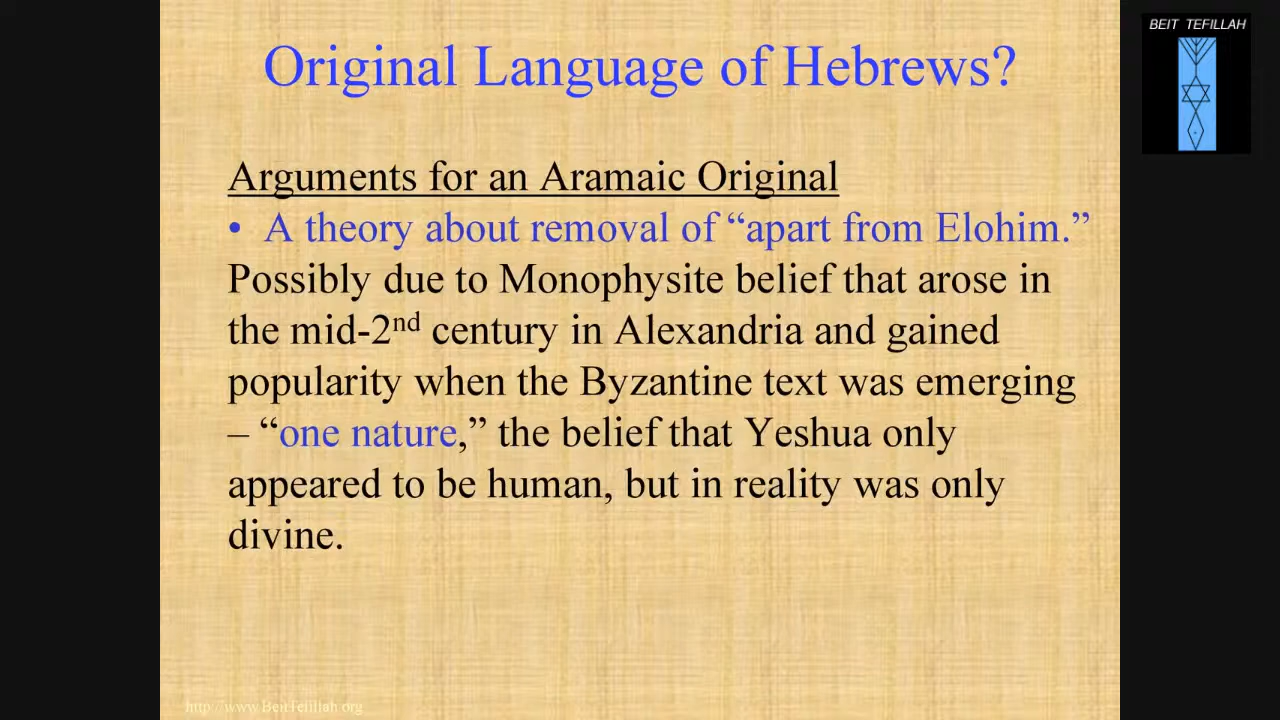 BEIT TEFILLAH
Original Language of Hebrews?
Arguments for an Aramaic Original
• A theory about removal of “apart from Elohim.”
Possibly due to Monophysite belief that arose in
the mid-2nd century in Alexandria and gained
popularity when the Byzantine text was emerging
– “one nature,” the belief that Yeshua only
appeared to be human, but in reality was only
divine.
http://www.BeitTefillah.org